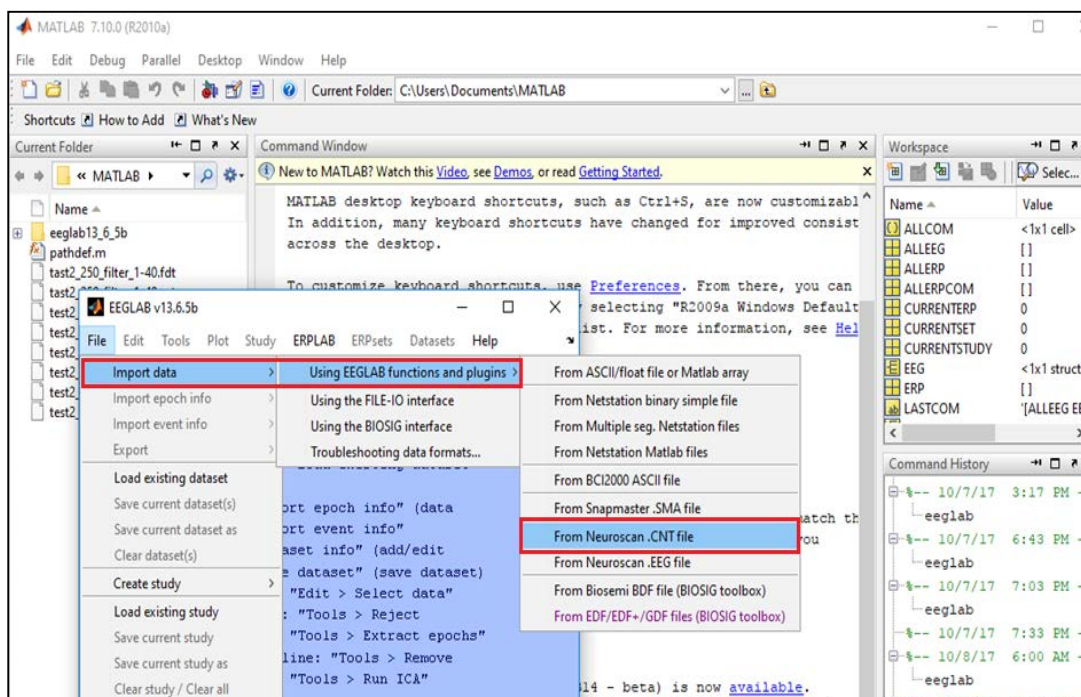 MATLAB 7.10.0 (R2010a)
File Edit Debug Parallel Desktop Window Help
Current Folder: C:\Users\Documents\MATLAB
Shortcuts How to Add What's New
Current Folder
« MATLAB
Name
eeglab13_6_5b
pathdef.m
tast2_250_filter_1-40.fdt
tast2_
test2_
test2_
test2_
test2_
test2_
test2_
Command Window
New to MATLAB? Watch this Video, see Demos, or read Getting Started.
MATLAB desktop keyboard shortcuts, such as Ctrl+S, are now customizabl
In addition, many keyboard shortcuts have changed for improved consist
across the desktop.
To customize keyboard shortcuts, use Preferences. From there, you can
selecting "R2009a Windows Default
ist. For more information, see Hel
EEGLAB v13.6.5b
File Edit Tools Plot Study ERPLAB ERPsets Datasets Help
Import data
Import epoch info
Import event info
Export
Load existing dataset
Save current dataset(s)
Save current dataset as
Clear dataset(s)
Create study
Load existing study
Save current study
Save current study as
Clear study / Clear all
Using EEGLAB functions and plugins
Using the FILE-IO interface
Using the BIOSIG interface
Troubleshooting data formats...
From ASCII/float file or Matlab array
From Netstation binary simple file
From Multiple seg. Netstation files
From Netstation Matlab files
From BCI2000 ASCII file
From Snapmaster .SMA file
From Neuroscan .CNT file
From Neuroscan .EEG file
From Biosemi BDF file (BIOSIG toolbox)
From EDF/EDF+/GDF files (BIOSIG toolbox)
ort epoch info" (data
ort event info"
aset info" (add/edit
e dataset" (save dataset)
"Edit > Select data"
: "Tools > Reject
"Tools > Extract epochs"
line: "Tools > Remove
"Tools > Run ICA"
atch th
ou
14 - beta) is now available.
Workspace
Selec...
Name Value
ALLCOM <1x1 cell>
ALLEEG []
ALLERP []
ALLERPCOM []
CURRENTERP 0
CURRENTSET 0
CURRENTSTUDY 0
EEG <1x1 struct
ERP []
LASTCOM '[ALLEEG EE
Command History
%-- 10/7/17 3:17 PM -
eeglab
%-- 10/7/17 6:43 PM -
eeglab
%-- 10/7/17 7:03 PM -
eeglab
%-- 10/7/17 7:33 PM -
%-- 10/8/17 6:00 AM -
eeglab